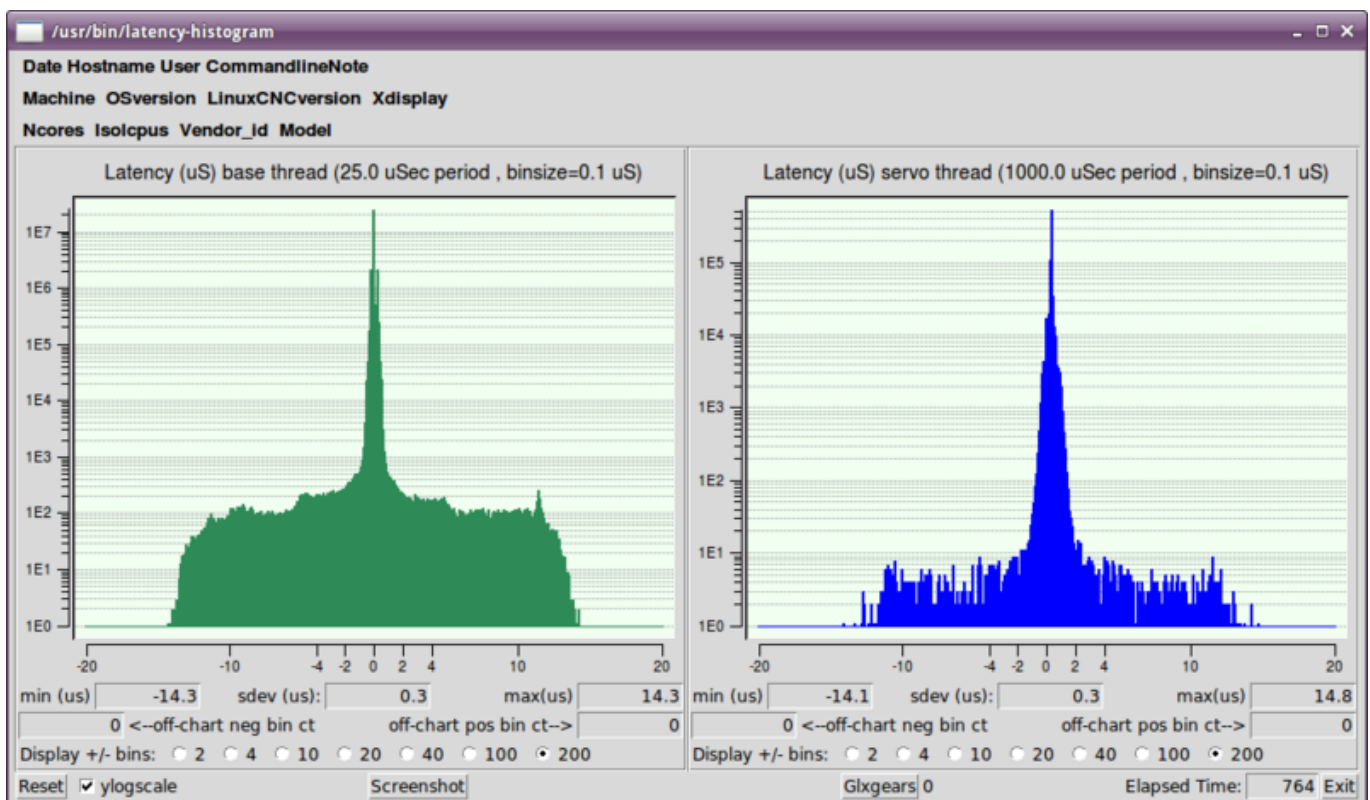 /usr/bin/latency-histogram
Date Hostname User CommandlineNote
Machine OSversion LinuxCNCversion Xdisplay
Ncores Isolcpus Vendor_id Model
Latency (uS) base thread (25.0 uSec period , binsize=0.1 uS)
1E7
1E6
1E5
1E4
1E3
1E2
1E1
1E0
-20 -10 -4 -2 0 2 4 10 20
min (us) -14.3 sdev (us): 0.3 max(us) 14.3
0 <--off-chart neg bin ct off-chart pos bin ct--> 0
Display +/- bins: 2 4 10 20 40 100 200
Latency (uS) servo thread (1000.0 uSec period , binsize=0.1 uS)
1E5
1E4
1E3
1E2
1E1
1E0
-20 -10 -4 -2 0 2 4 10 20
min (us) -14.1 sdev (us): 0.3 max(us) 14.8
0 <--off-chart neg bin ct off-chart pos bin ct--> 0
Display +/- bins: 2 4 10 20 40 100 200
Reset ylogscale Screenshot Glxgears 0 Elapsed Time: 764 Exit